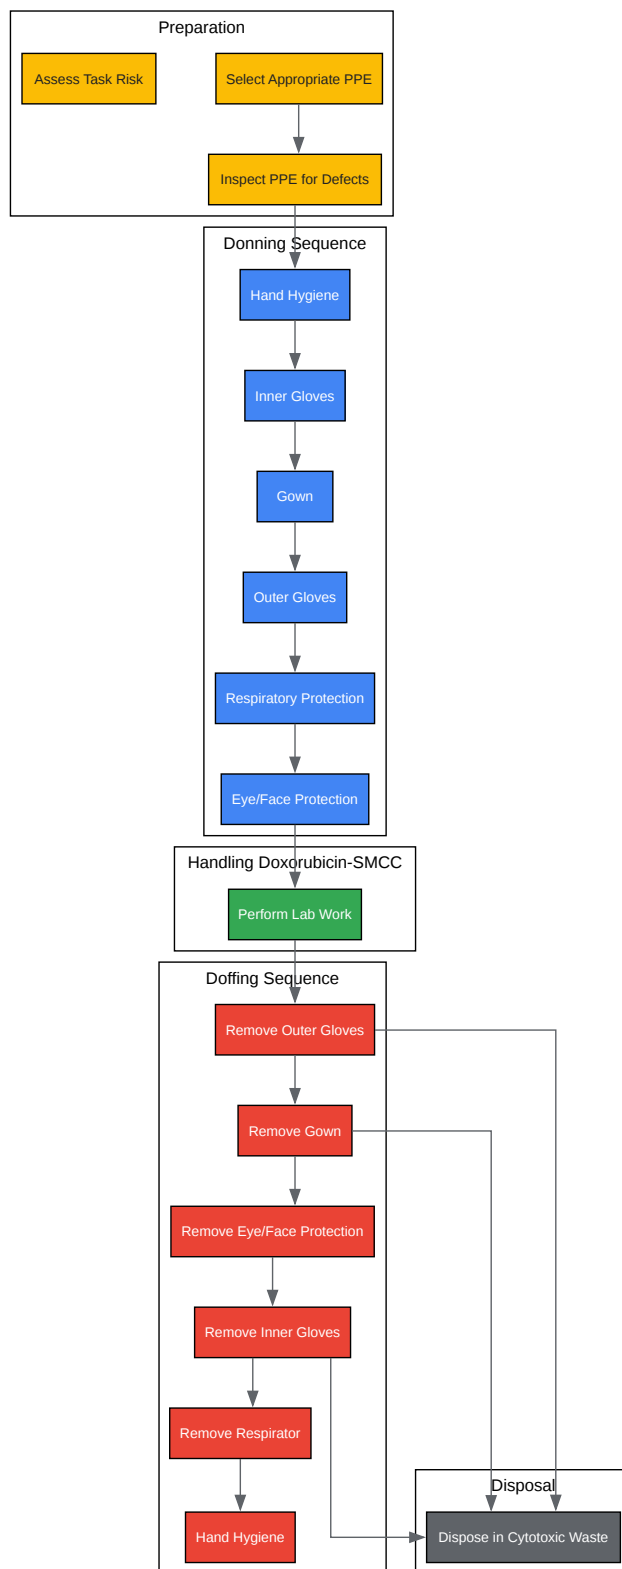 Preparation
Assess Task Risk
Select Appropriate PPE
Inspect PPE for Defects
Donning Sequence
Hand Hygiene
Inner Gloves
Gown
Outer Gloves
Respiratory Protection
Eye/Face Protection
Handling Doxorubicin-SMCC
Perform Lab Work
Doffing Sequence
Remove Outer Gloves
Remove Gown
Remove Eye/Face Protection
Remove Inner Gloves
Remove Respirator
Hand Hygiene
Disposal
Dispose in Cytotoxic Waste